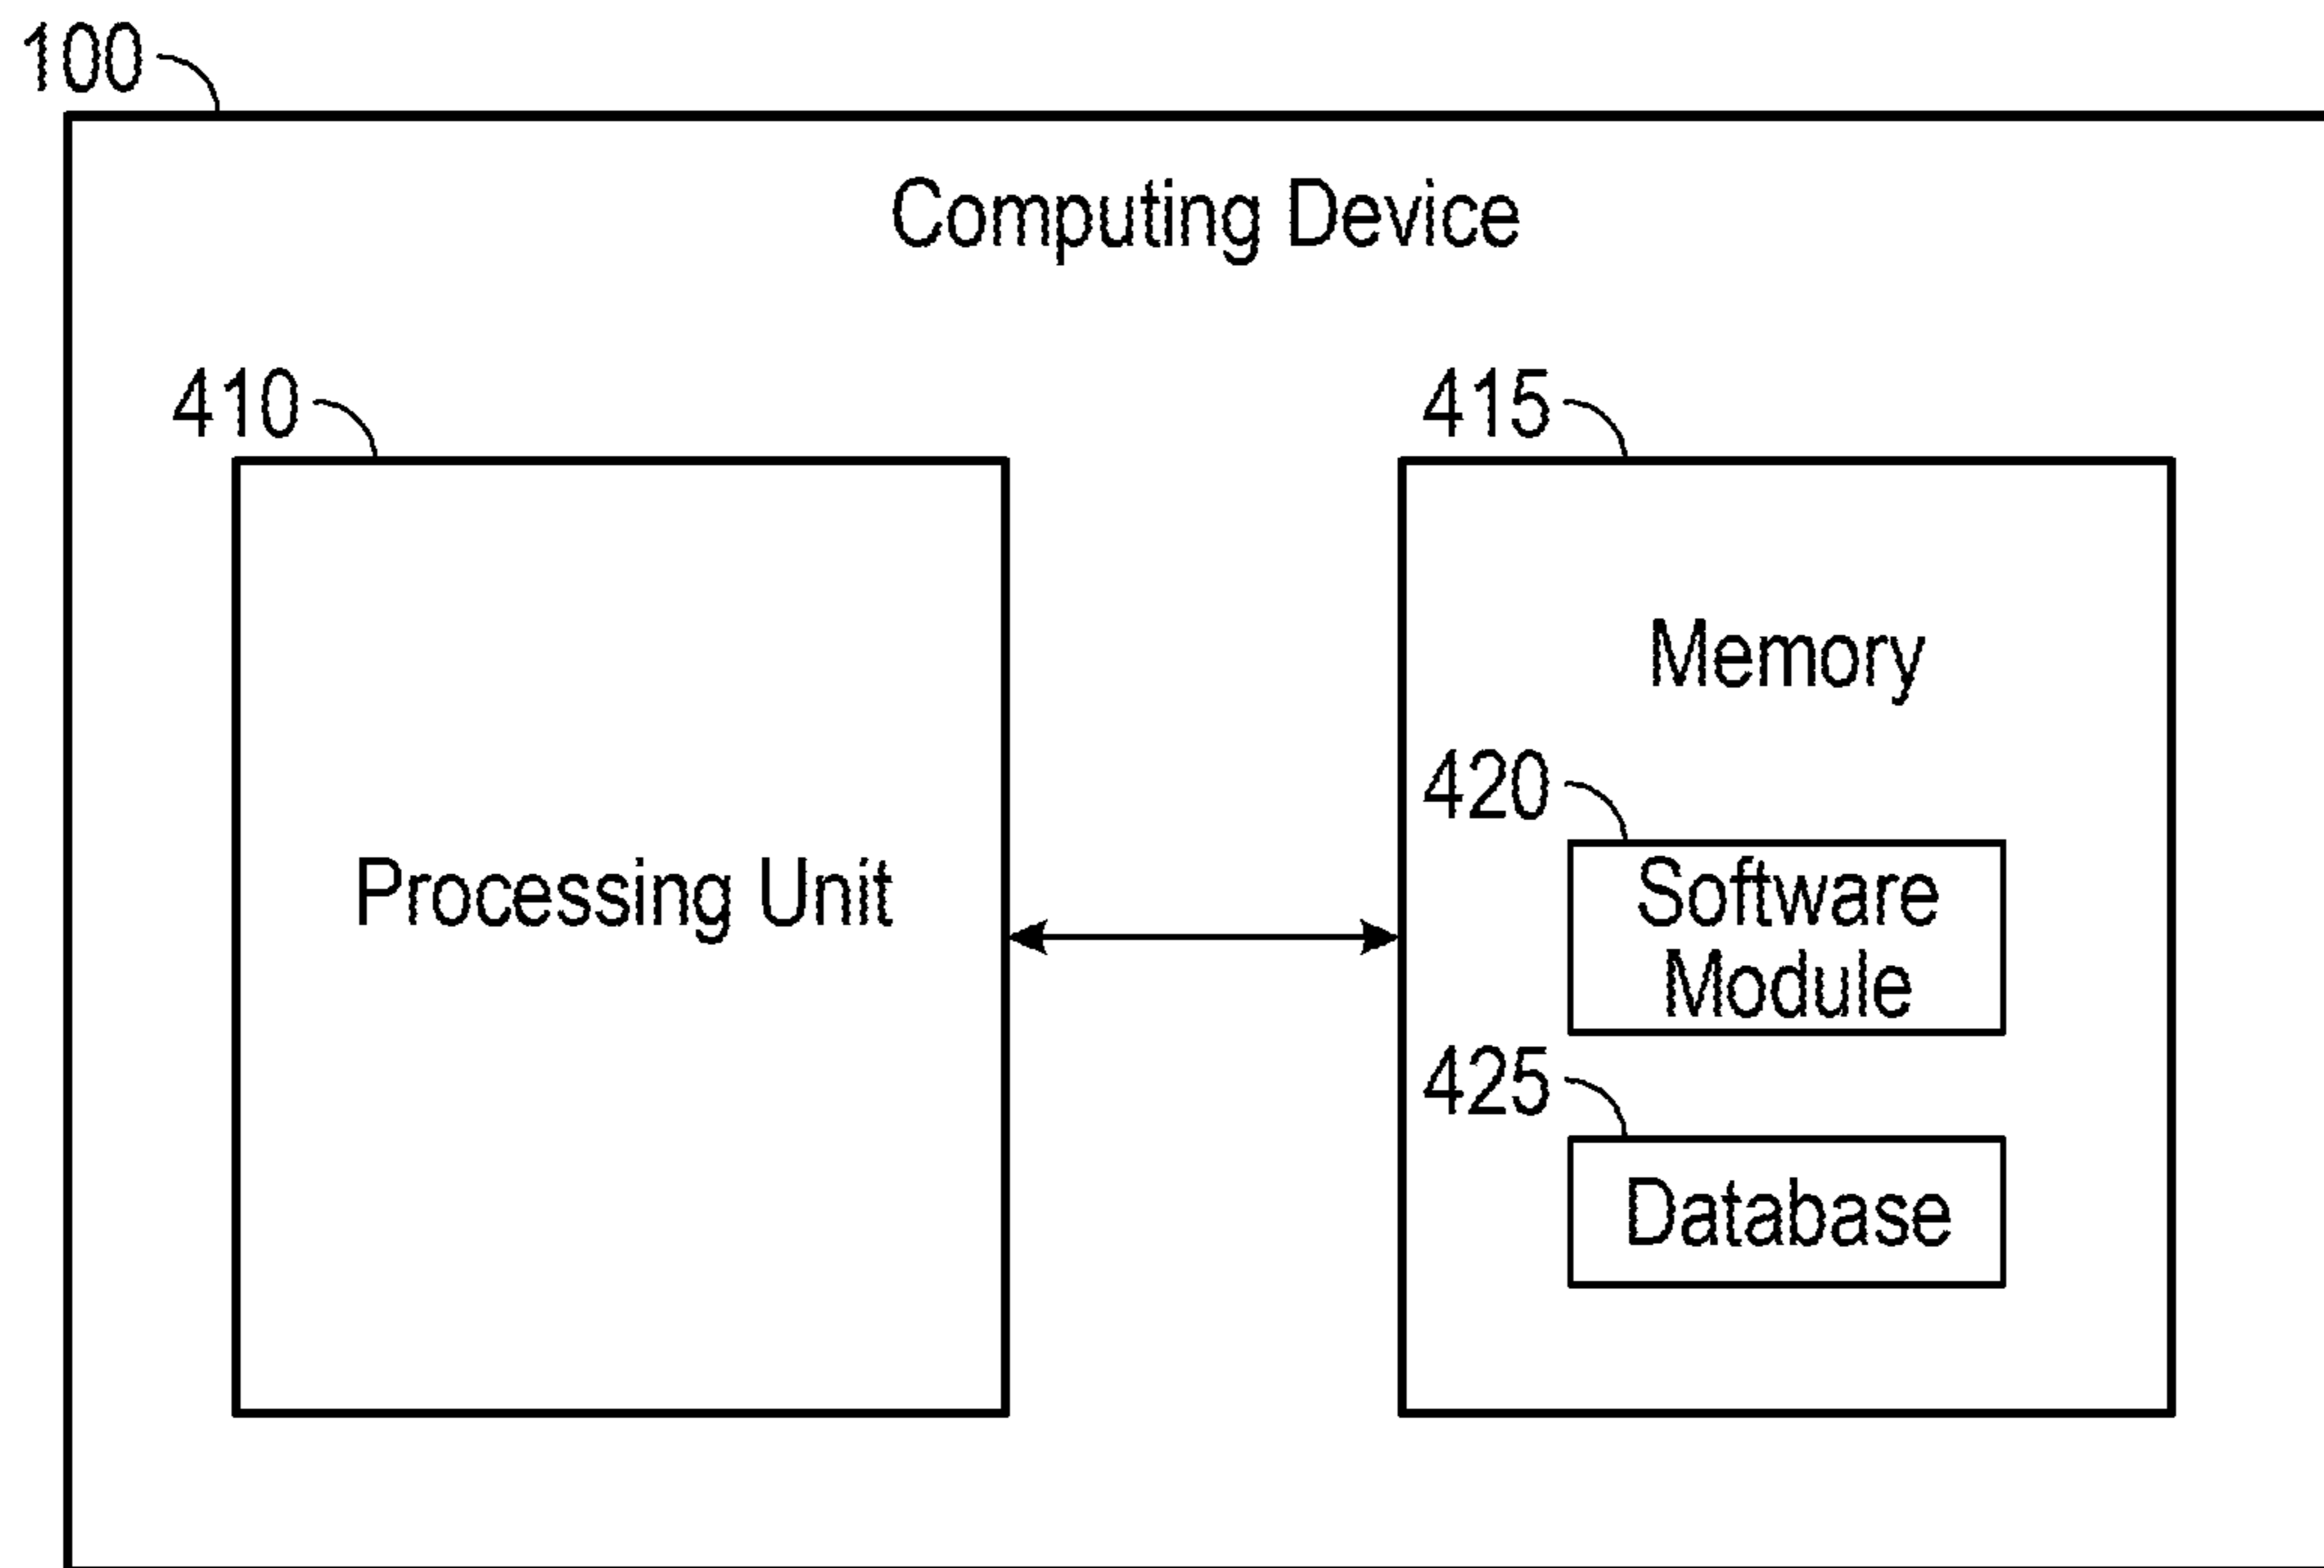 100
Computing Device
410
415
Memory
420
Processing Unit
Software
Module
425
Database